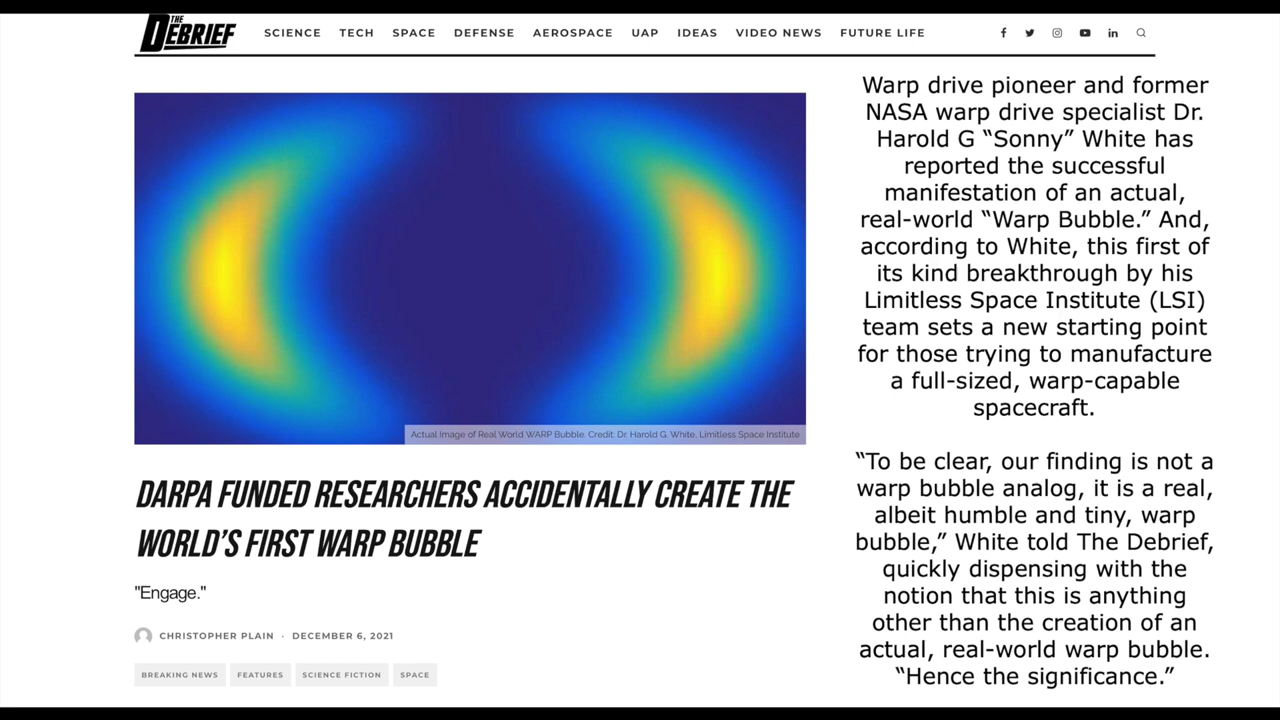 THE
DEBRIEF
SCIENCE TECH SPACE DEFENSE AEROSPACE UAP IDEAS VIDEO NEWS FUTURE LIFE
Actual Image of Real World WARP Bubble. Credit: Dr. Harold G. White, Limitless Space Institute
DARPA FUNDED RESEARCHERS ACCIDENTALLY CREATE THE
WORLD'S FIRST WARP BUBBLE
"Engage."
CHRISTOPHER PLAIN · DECEMBER 6, 2021
BREAKING NEWS FEATURES SCIENCE FICTION SPACE
Warp drive pioneer and former
NASA warp drive specialist Dr.
Harold G “Sonny” White has
reported the successful
manifestation of an actual,
real-world “Warp Bubble.” And,
according to White, this first of
its kind breakthrough by his
Limitless Space Institute (LSI)
team sets a new starting point
for those trying to manufacture
a full-sized, warp-capable
spacecraft.
“To be clear, our finding is not a
warp bubble analog, it is a real,
albeit humble and tiny, warp
bubble,” White told The Debrief,
quickly dispensing with the
notion that this is anything
other than the creation of an
actual, real-world warp bubble.
“Hence the significance.”